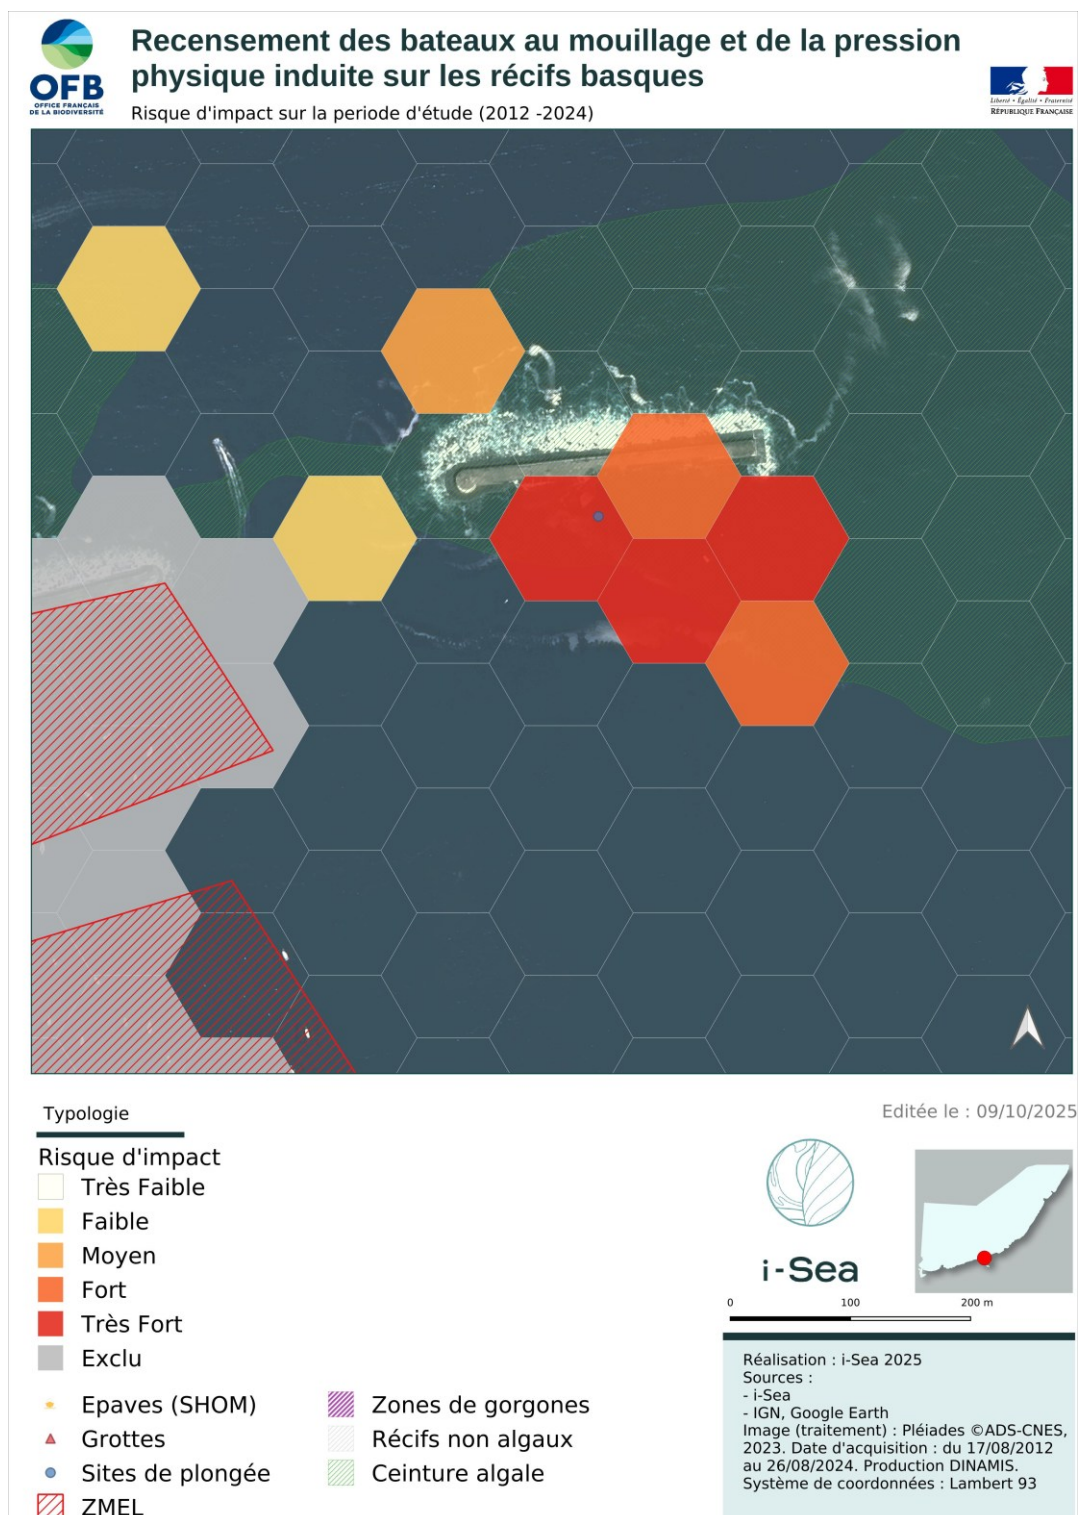 Recensement des bateaux au mouillage et de la pression
physique induite sur les récifs basques
OFB
OFFICE FRANÇAIS
DE LA BIODIVERSITÉ
Risque d'impact sur la periode d'étude (2012 -2024)
Liberté • Égalité • Fraternité
RÉPUBLIQUE FRANÇAISE
Typologie
Editée le : 09/10/2025
Risque d'impact
Très Faible
Faible
Moyen
Fort
Très Fort
Exclu
Epaves (SHOM)
Grottes
Sites de plongée
ZMEL
Zones de gorgones
Récifs non algaux
Ceinture algale
i-Sea
0 100 200 m
Réalisation : i-Sea 2025
Sources :
- i-Sea
- IGN, Google Earth
Image (traitement) : Pléiades ©ADS-CNES,
2023. Date d'acquisition : du 17/08/2012
au 26/08/2024. Production DINAMIS.
Système de coordonnées : Lambert 93